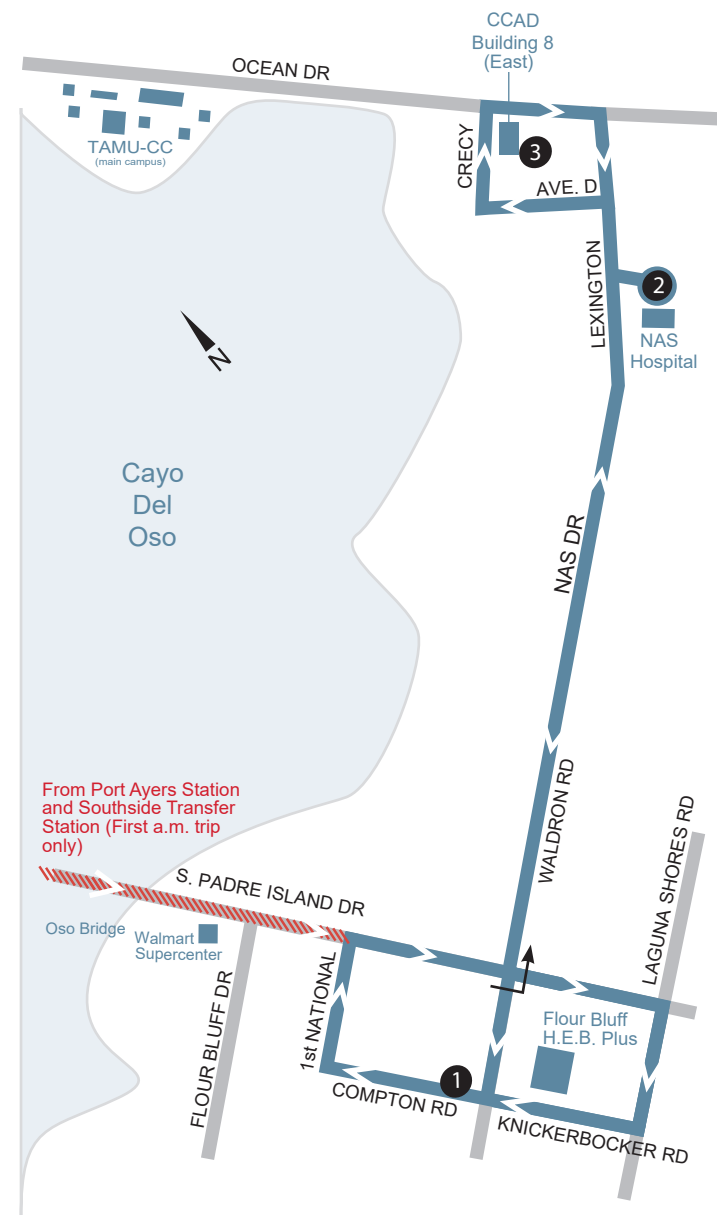 CCAD
Building 8
(East)
OCEAN DR
TAMU-CC
(main campus)
CRECY
3
AVE. D
LEXINGTON
2
NAS
Hospital
N
Cayo
Del
Oso
NAS DR
From Port Ayers Station
and Southside Transfer
Station (First a.m. trip
only)
WALDRON RD
LAGUNA SHORES RD
S. PADRE ISLAND DR
Oso Bridge
Walmart
Supercenter
FLOUR BLUFF DR
1st NATIONAL
Flour Bluff
H.E.B. Plus
1
COMPTON RD
KNICKERBOCKER RD